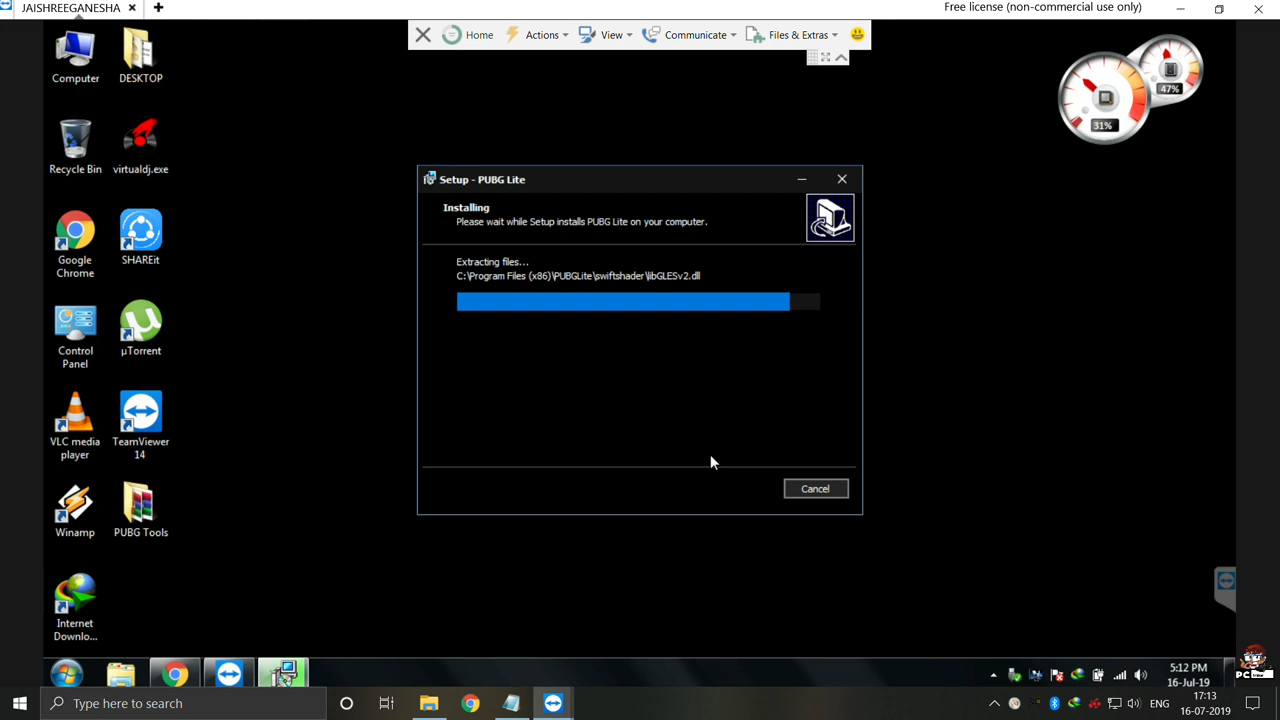 JAISHREEGANESHA
Free license (non-commercial use only)
Home
Actions
View
Communicate
Files & Extras
Computer
DESKTOP
47%
31%
Recycle Bin
virtualdj.exe
Setup - PUBG Lite
Installing
Please wait while Setup installs PUBG Lite on your computer.
Google
Chrome
SHAREit
Extracting files...
C:\Program Files (x86)\PUBGLite\swiftshader\libGLESv2.dll
Control
Panel
µTorrent
VLC media
player
TeamViewer
14
Cancel
Winamp
PUBG Tools
Internet
Downlo...
5:12 PM
16-Jul-19
Type here to search
ENG
17:13
16-07-2019